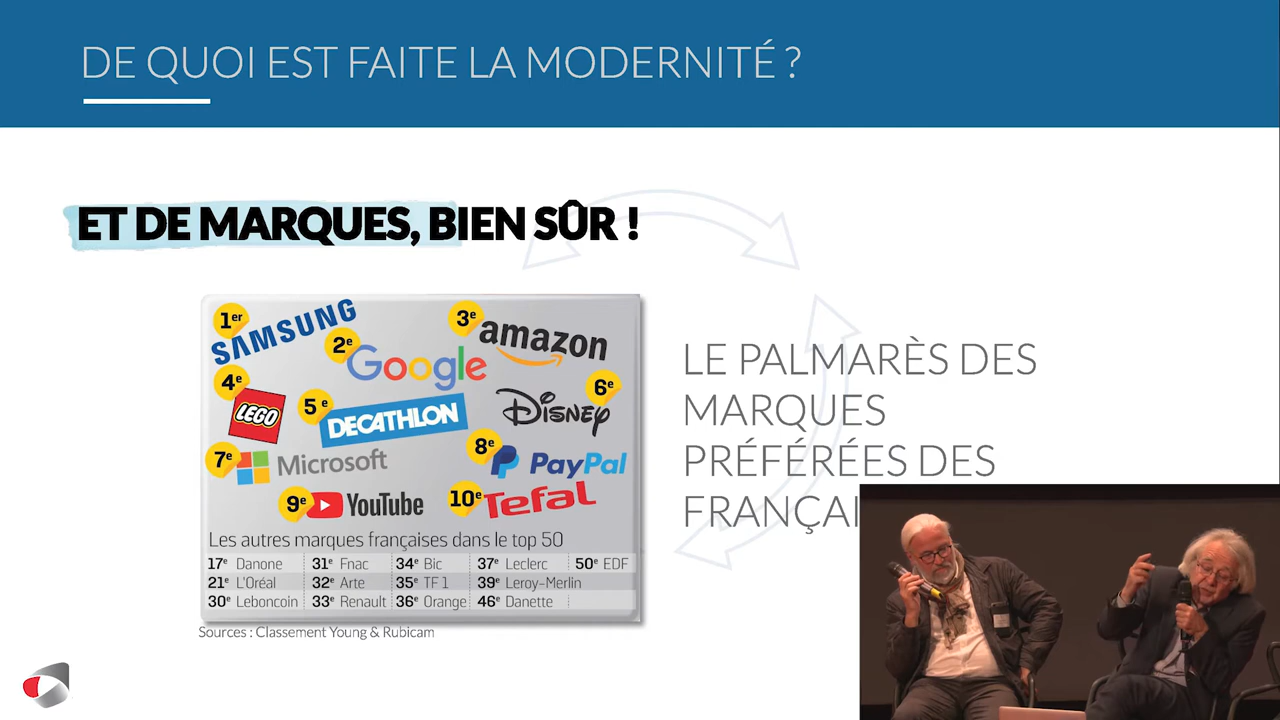 DE QUOI EST FAITE LA MODERNITÉ ?
ET DE MARQUES, BIEN SÛR !
1er SAMSUNG
2e Google
3e amazon
4e LEGO
5e DECATHLON
6e Disney
7e Microsoft
8e PayPal
9e YouTube
10e Tefal
Les autres marques françaises dans le top 50
17e Danone 31e Fnac 34e Bic 37e Leclerc 50e EDF
21e L'Oréal 32e Arte 35e TF1 39e Leroy-Merlin
30e Leboncoin 33e Renault 36e Orange 46e Danette
Sources : Classement Young & Rubicam
LE PALMARÈS DES
MARQUES
PRÉFÉRÉES DES
FRANÇAI